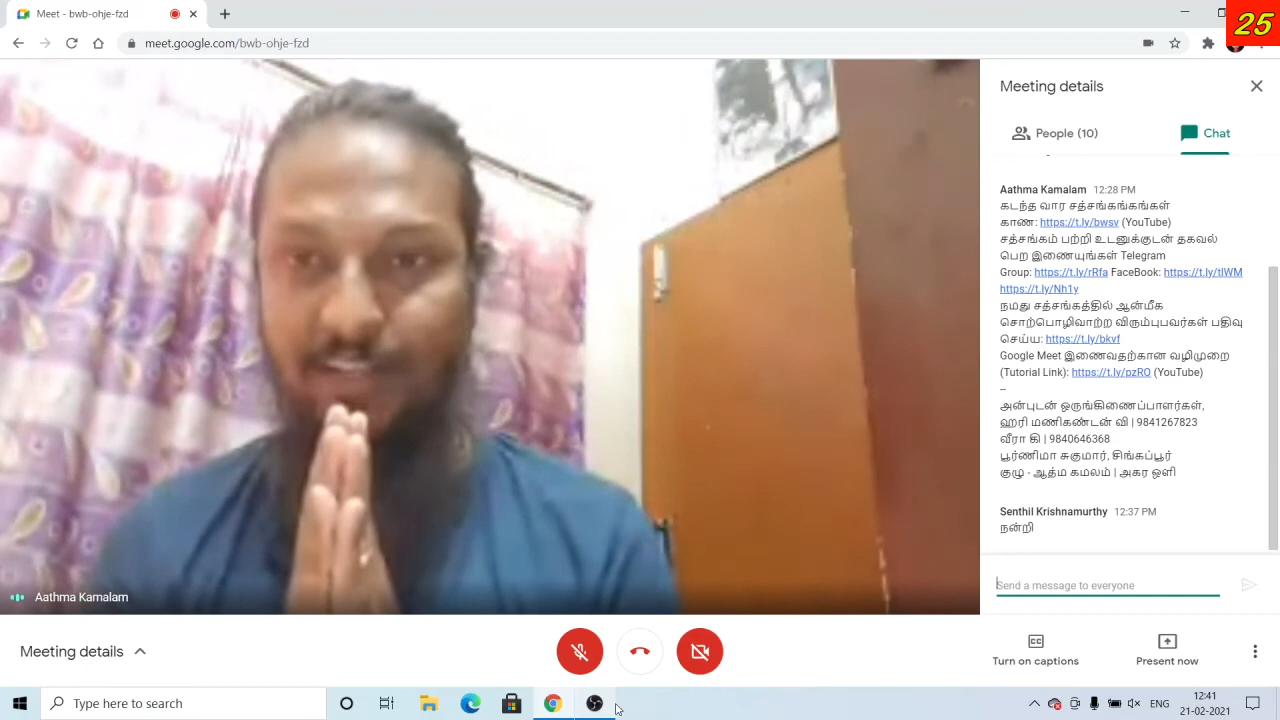 Meet - bwb-ohje-fzd
25
meet.google.com/bwb-ohje-fzd
Meeting details
People (10)
Chat
Aathma Kamalam 12:28 PM
கடந்த வார சத்சங்கங்கங்கள்
காண: https://t.ly/bwsv (YouTube)
சத்சங்கம் பற்றி உடனுக்குடன் தகவல்
பெற இணையுங்கள் Telegram
Group: https://t.ly/rRfa FaceBook: https://t.ly/tlWM
https://t.ly/Nh1y
நமது சத்சங்கத்தில் ஆன்மீக
சொற்பொழிவாற்ற விரும்புபவர்கள் பதிவு
செய்ய: https://t.ly/bkvf
Google Meet இணைவதற்கான வழிமுறை
(Tutorial Link): https://t.ly/pzRO (YouTube)
--
அன்புடன் ஒருங்கிணைப்பாளர்கள்,
ஹரி மணிகண்டன் வி | 9841267823
வீரா கி | 9840646368
பூர்ணிமா சுகுமார், சிங்கப்பூர்
குழு - ஆத்ம கமலம் | அகர ஒளி
Senthil Krishnamurthy 12:37 PM
நன்றி
Send a message to everyone
Aathma Kamalam
Meeting details
Turn on captions
Present now
Type here to search
ENG
12:41
21-02-2021